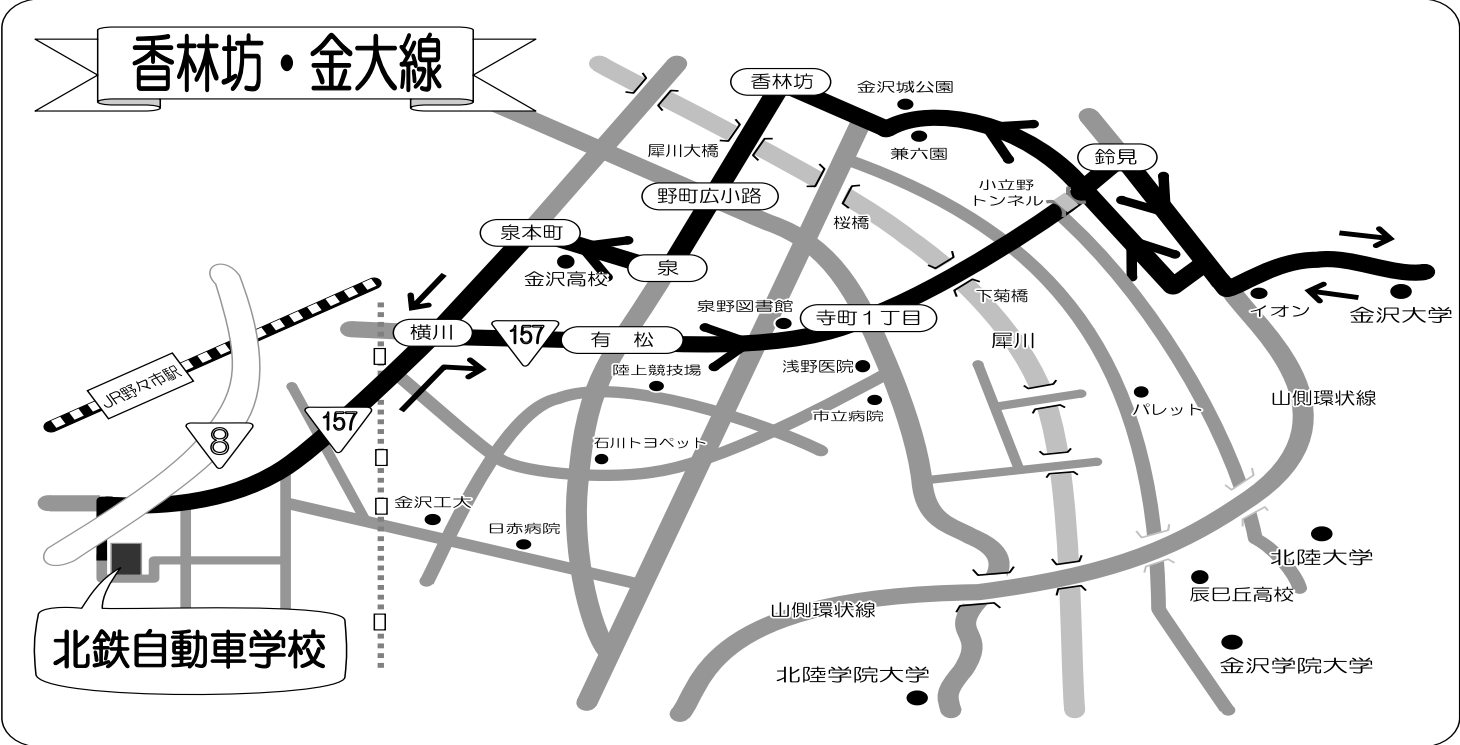 香林坊・金大線
香林坊
金沢城公園
兼六園
犀川大橋
鈴見
小立野
トンネル
野町広小路
桜橋
泉本町
泉
金沢高校
泉野図書館
寺町1丁目
下菊橋
イオン
金沢大学
横川
157
有 松
犀川
陸上競技場
浅野医院
JR野々市駅
市立病院
パレット
山側環状線
157
8
石川トヨペット
金沢工大
日赤病院
北陸大学
辰巳丘高校
山側環状線
北鉄自動車学校
金沢学院大学
北陸学院大学